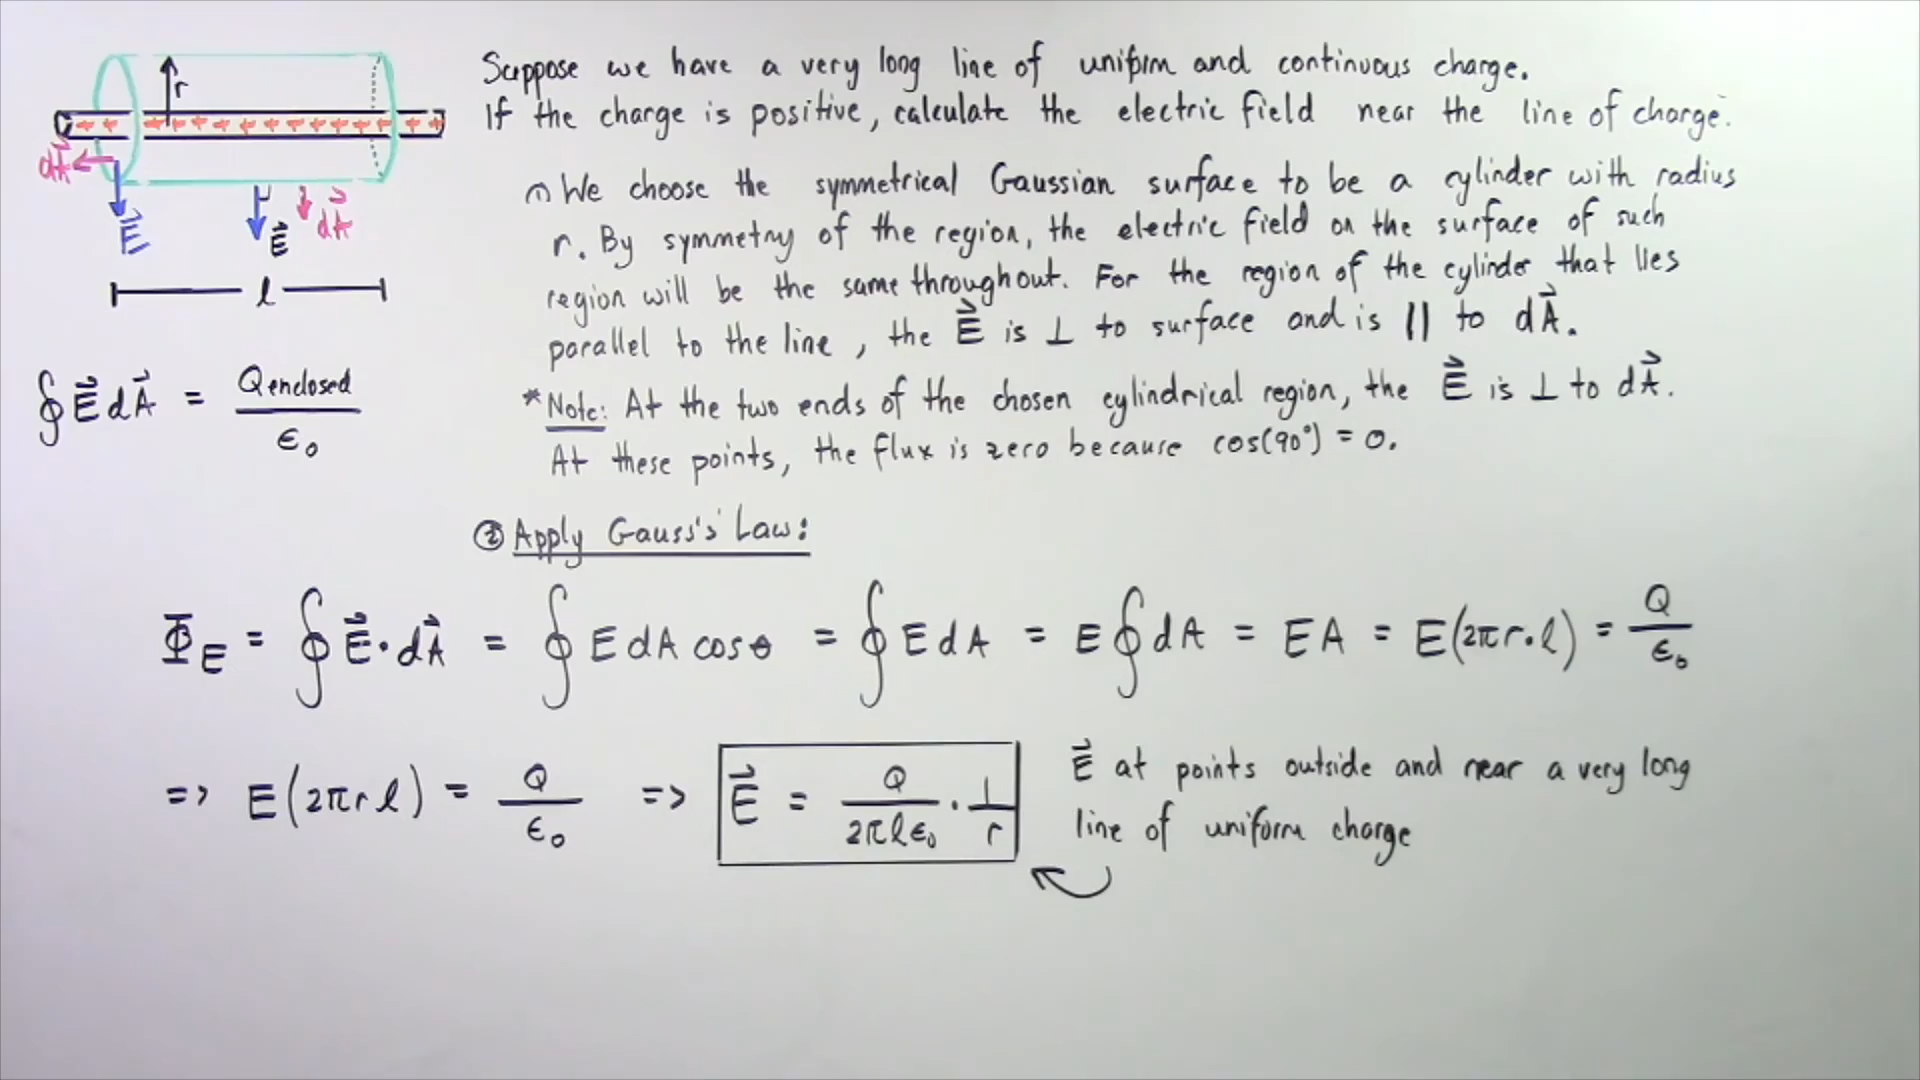 Suppose we have a very long line of uniform and continuous charge.
If the charge is positive, calculate the electric field near the line of charge.
r
dA⃗
E⃗
E⃗
dA⃗
l
① We choose the symmetrical Gaussian surface to be a cylinder with radius
r. By symmetry of the region, the electric field on the surface of such
region will be the same throughout. For the region of the cylinder that lies
parallel to the line, the E⃗ is ⊥ to surface and is || to dA⃗.
*Note: At the two ends of the chosen cylindrical region, the E⃗ is ⊥ to dA⃗.
At these points, the flux is zero because cos(90°) = 0.
∮ E⃗ dA⃗ = Qenclosed / ε₀
② Apply Gauss's Law:
Φ_E = ∮ E⃗ · dA⃗ = ∮ E dA cos θ = ∮ E dA = E ∮ dA = EA = E(2πr·l) = Q / ε₀
=> E(2πrl) = Q / ε₀ => E⃗ = Q / 2πlε₀ · 1 / r
E⃗ at points outside and near a very long
line of uniform charge